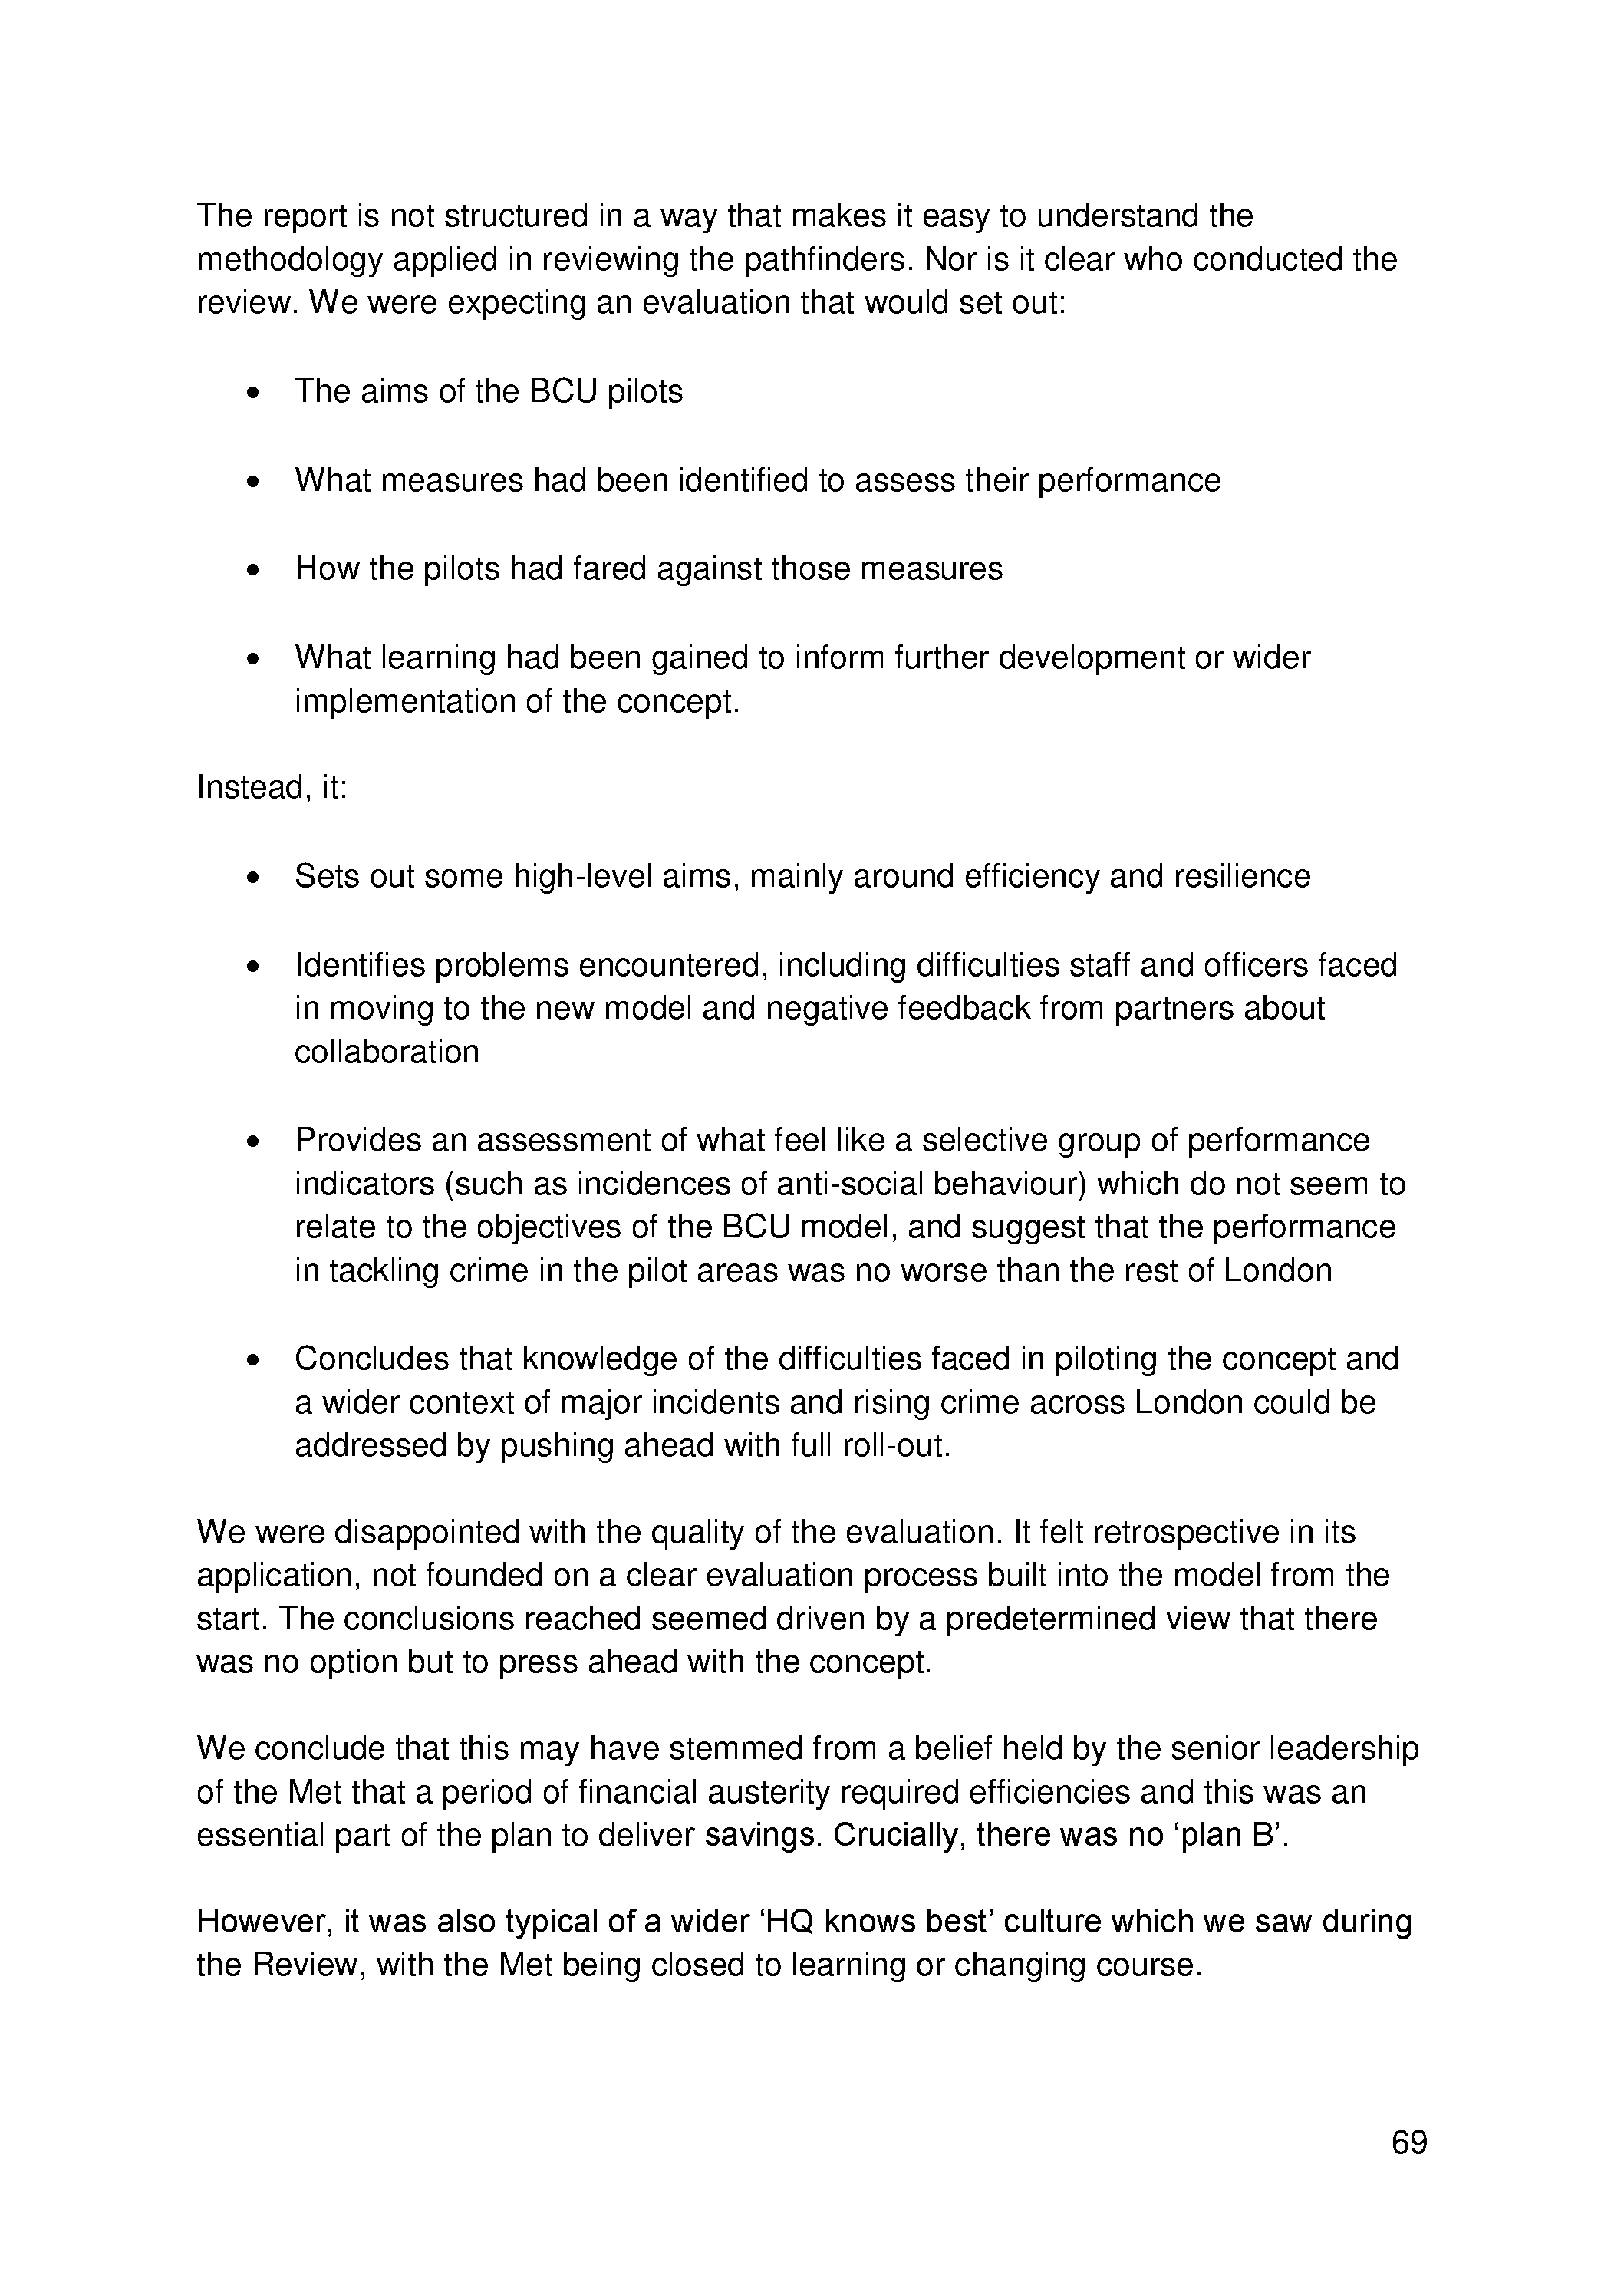 The report is not structured in a way that makes it easy to understand the
methodology applied in reviewing the pathfinders. Nor is it clear who conducted the
review. We were expecting an evaluation that would set out:
• The aims of the BCU pilots
• What measures had been identified to assess their performance
• How the pilots had fared against those measures
• What learning had been gained to inform further development or wider
implementation of the concept.
Instead, it:
• Sets out some high-level aims, mainly around efficiency and resilience
• Identifies problems encountered, including difficulties staff and officers faced
in moving to the new model and negative feedback from partners about
collaboration
• Provides an assessment of what feel like a selective group of performance
indicators (such as incidences of anti-social behaviour) which do not seem to
relate to the objectives of the BCU model, and suggest that the performance
in tackling crime in the pilot areas was no worse than the rest of London
• Concludes that knowledge of the difficulties faced in piloting the concept and
a wider context of major incidents and rising crime across London could be
addressed by pushing ahead with full roll-out.
We were disappointed with the quality of the evaluation. It felt retrospective in its
application, not founded on a clear evaluation process built into the model from the
start. The conclusions reached seemed driven by a predetermined view that there
was no option but to press ahead with the concept.
We conclude that this may have stemmed from a belief held by the senior leadership
of the Met that a period of financial austerity required efficiencies and this was an
essential part of the plan to deliver savings. Crucially, there was no ‘plan B’.
However, it was also typical of a wider ‘HQ knows best’ culture which we saw during
the Review, with the Met being closed to learning or changing course.
69